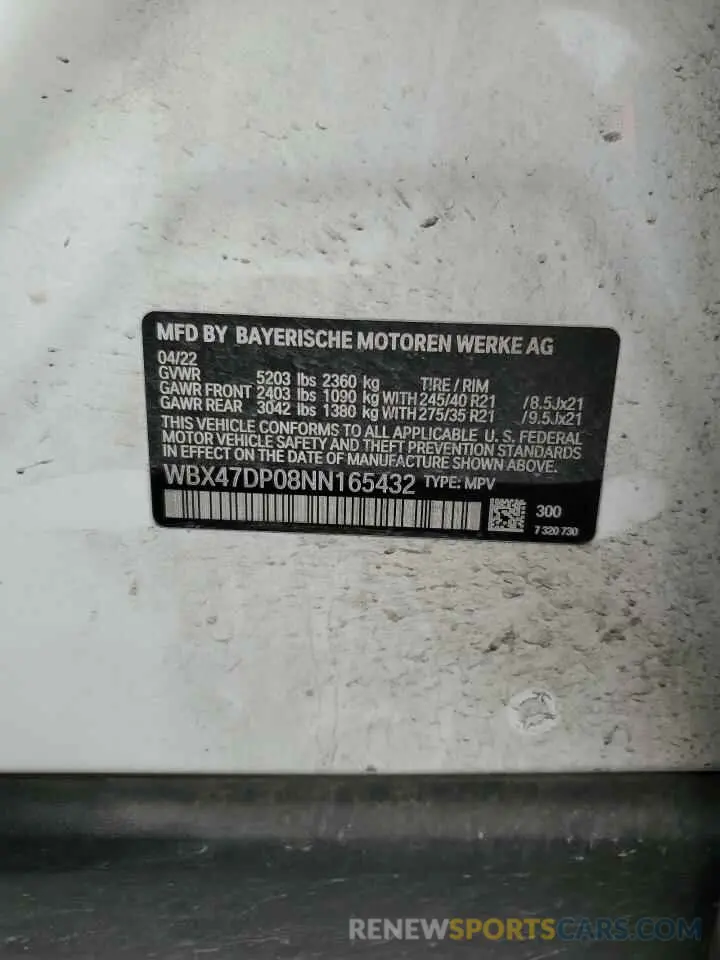 MFD BY BAYERISCHE MOTOREN WERKE AG
04/22
GVWR 5203 lbs 2360 kg TIRE / RIM
GAWR FRONT 2403 lbs 1090 kg WITH 245/40 R21 /8.5Jx21
GAWR REAR 3042 lbs 1380 kg WITH 275/35 R21 /9.5Jx21
THIS VEHICLE CONFORMS TO ALL APPLICABLE U. S. FEDERAL
MOTOR VEHICLE SAFETY AND THEFT PREVENTION STANDARDS
IN EFFECT ON THE DATE OF MANUFACTURE SHOWN ABOVE.
WBX47DP08NN165432 TYPE: MPV
300
7 320 730
RENEWSPORTSCARS.COM